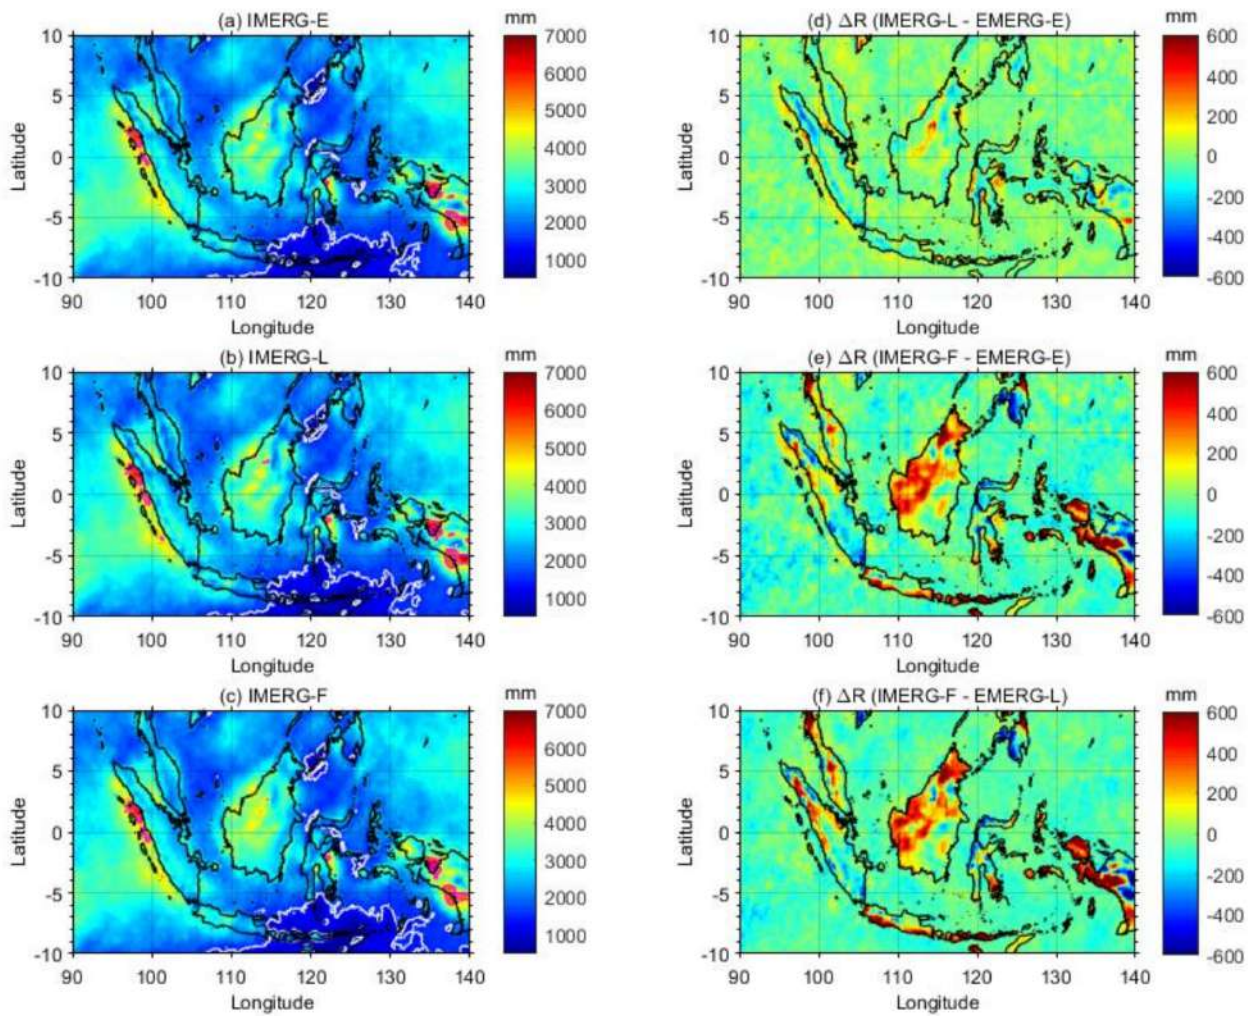 (a) IMERG-E
mm
10
5
0
-5
-10
Latitude
90 100 110 120 130 140
Longitude
7000
6000
5000
4000
3000
2000
1000
(d) ΔR (IMERG-L - EMERG-E)
mm
10
5
0
-5
-10
Latitude
90 100 110 120 130 140
Longitude
600
400
200
0
-200
-400
-600
(b) IMERG-L
mm
10
5
0
-5
-10
Latitude
90 100 110 120 130 140
Longitude
7000
6000
5000
4000
3000
2000
1000
(e) ΔR (IMERG-F - EMERG-E)
mm
10
5
0
-5
-10
Latitude
90 100 110 120 130 140
Longitude
600
400
200
0
-200
-400
-600
(c) IMERG-F
mm
10
5
0
-5
-10
Latitude
90 100 110 120 130 140
Longitude
7000
6000
5000
4000
3000
2000
1000
(f) ΔR (IMERG-F - EMERG-L)
mm
10
5
0
-5
-10
Latitude
90 100 110 120 130 140
Longitude
600
400
200
0
-200
-400
-600